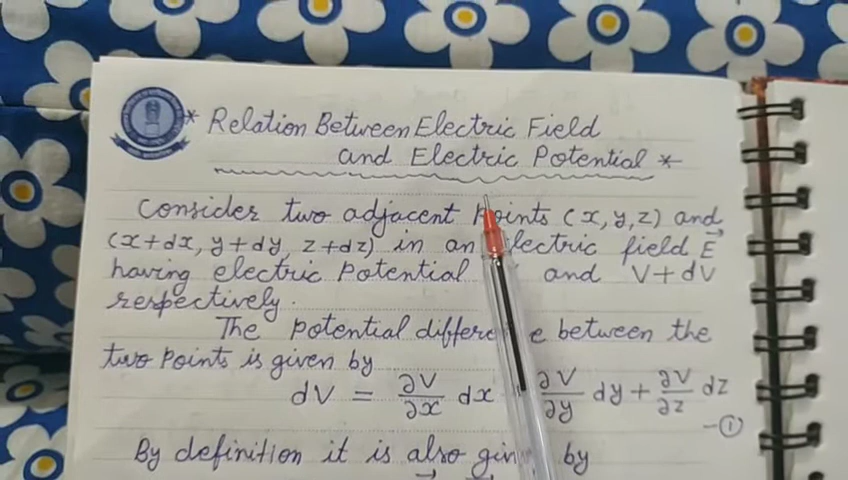 * Relation Between Electric Field
and Electric Potential *
Consider two adjacent points (x, y, z) and
(x+dx, y+dy z+dz) in an electric field E⃗
having electric Potential and V+dV
respectively.
The Potential difference between the
two points is given by
dV = ∂V/∂x dx ∂V/∂y dy + ∂V/∂z dz
-①
By definition it is also given by